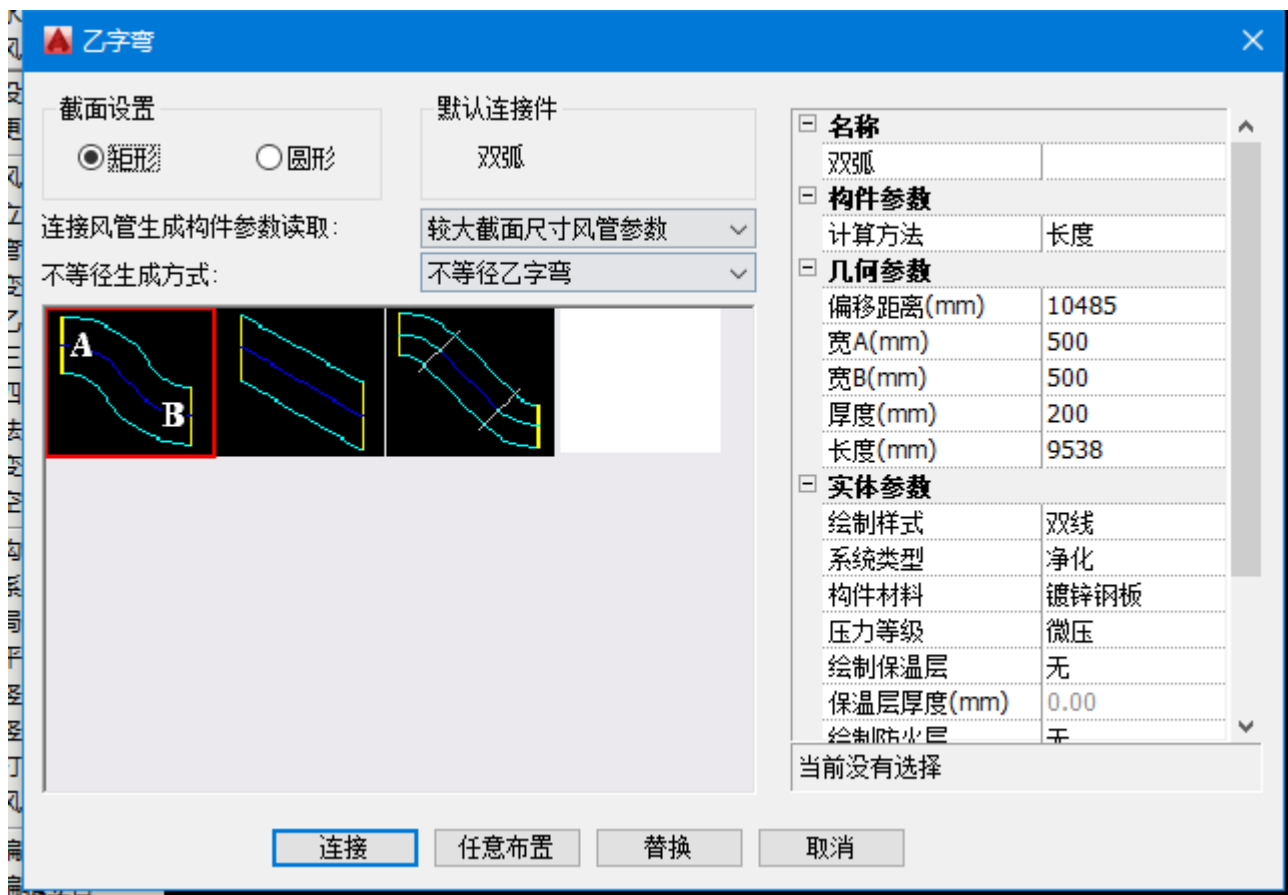 乙字弯
截面设置
矩形
圆形
默认连接件
双弧
连接风管生成构件参数读取:
较大截面尺寸风管参数
不等径生成方式:
不等径乙字弯
A
B
名称
双弧
构件参数
计算方法 长度
几何参数
偏移距离(mm) 10485
宽A(mm) 500
宽B(mm) 500
厚度(mm) 200
长度(mm) 9538
实体参数
绘制样式 双线
系统类型 净化
构件材料 镀锌钢板
压力等级 微压
绘制保温层 无
保温层厚度(mm) 0.00
绘制防火层 无
当前没有选择
连接
任意布置
替换
取消